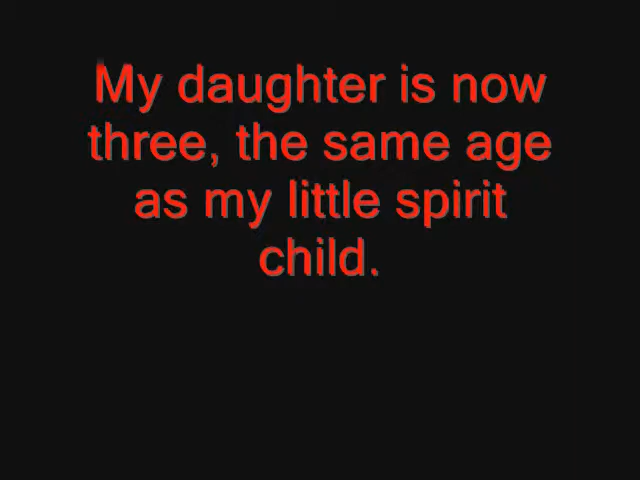 My daughter is now
three, the same age
as my little spirit
child.